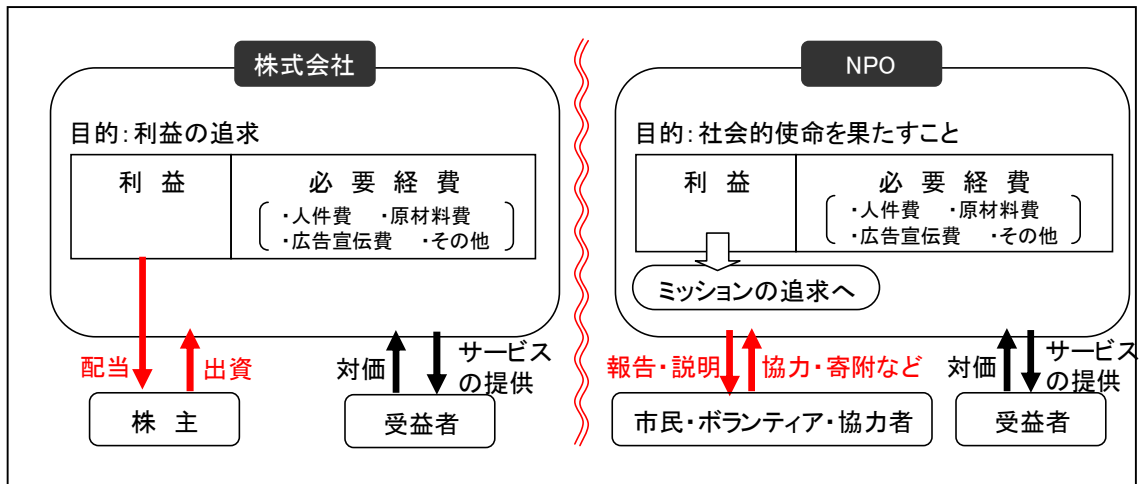 株式会社
目的：利益の追求
利　益
必　要　経　費
・人件費　・原材料費
・広告宣伝費　・その他
配当
出資
対価
サービス
の提供
株　主
受益者
NPO
目的：社会的使命を果たすこと
利　益
必　要　経　費
・人件費　・原材料費
・広告宣伝費　・その他
ミッションの追求へ
報告・説明
協力・寄附など
対価
サービス
の提供
市民・ボランティア・協力者
受益者